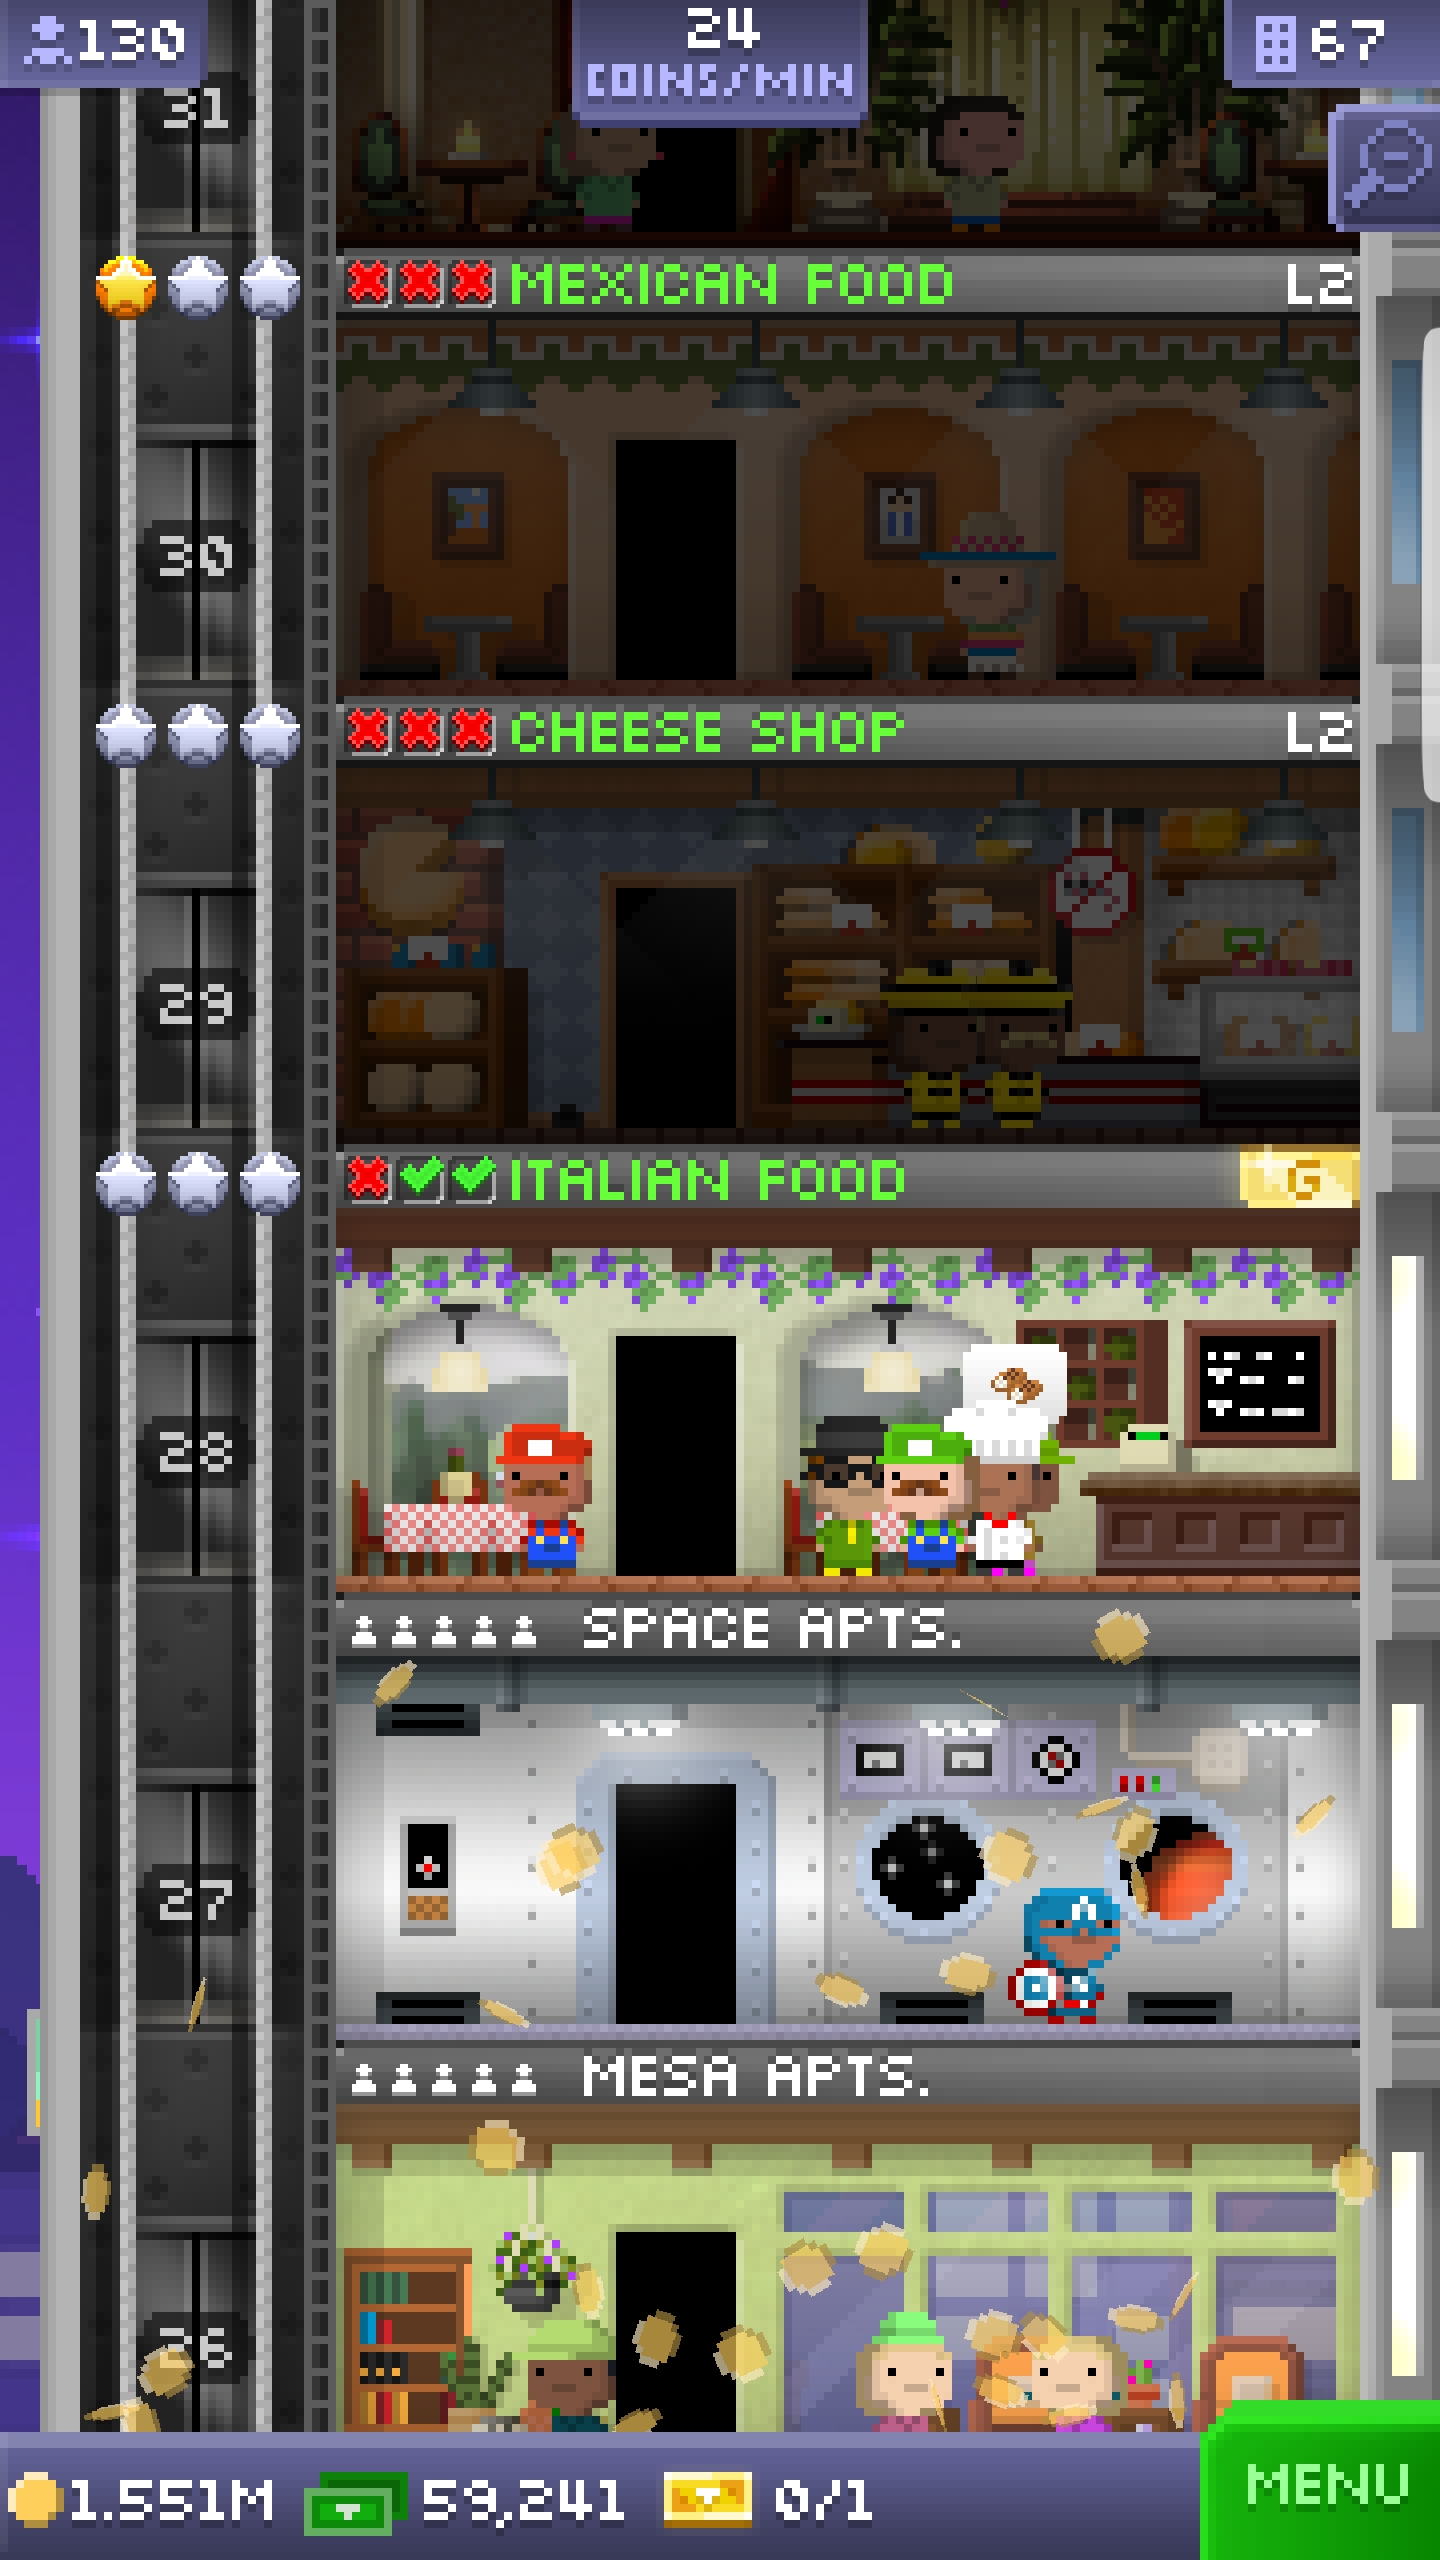 130
24
COINS/MIN
67
31
MEXICAN FOOD L2
30
CHEESE SHOP L2
29
ITALIAN FOOD G
28
SPACE APTS.
27
MESA APTS.
26
1.551M 59,241 0/1
MENU